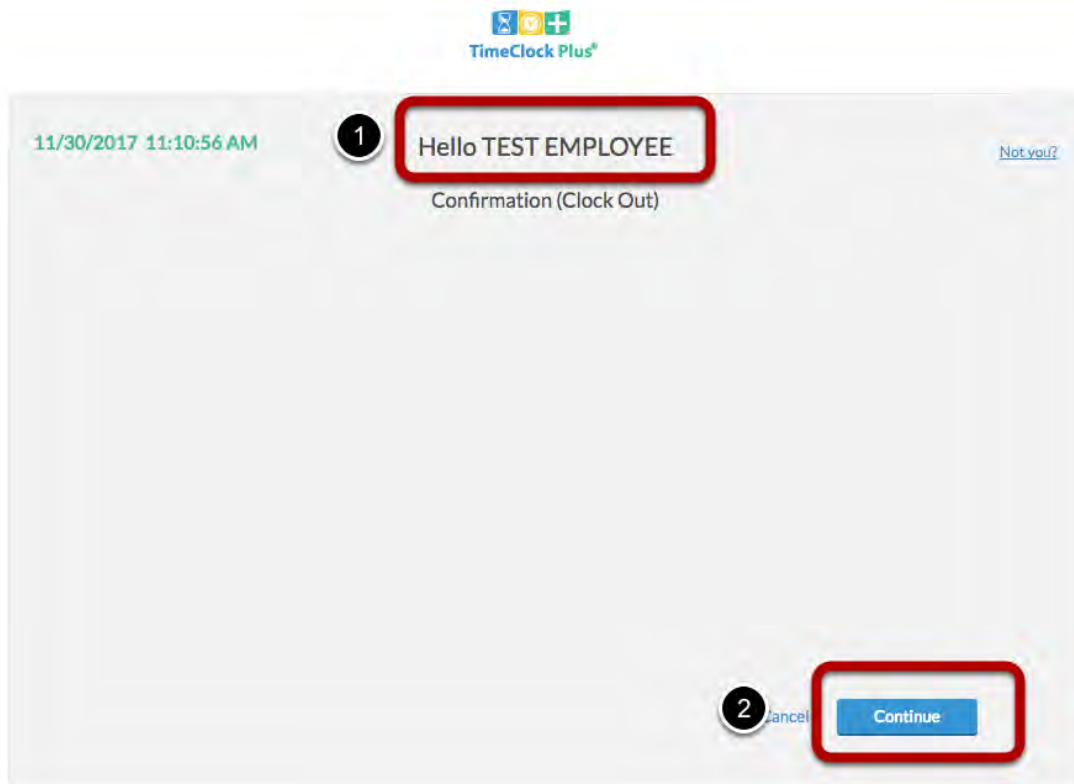 TimeClock Plus®
11/30/2017 11:10:56 AM
1
Hello TEST EMPLOYEE
Not you?
Confirmation (Clock Out)
2
Cancel
Continue